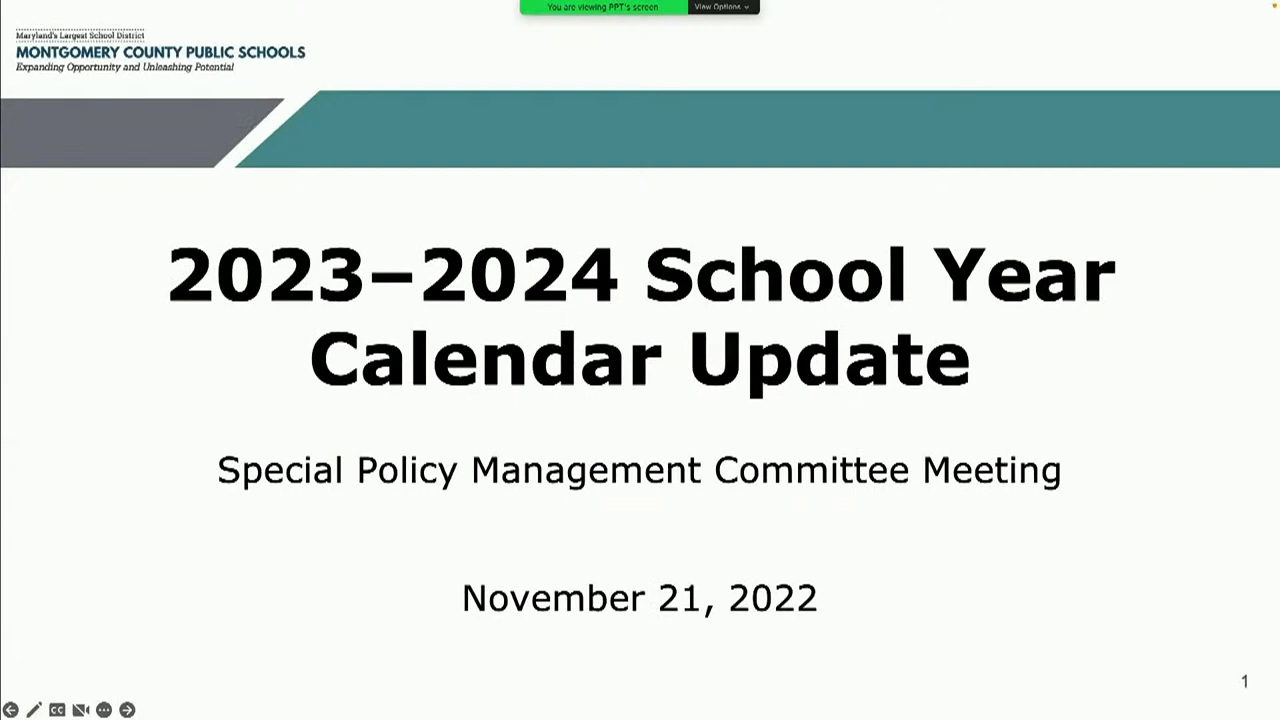 You are viewing PPT's screen View Options
Maryland's Largest School District
MONTGOMERY COUNTY PUBLIC SCHOOLS
Expanding Opportunity and Unleashing Potential
2023–2024 School Year
Calendar Update
Special Policy Management Committee Meeting
November 21, 2022
1
CC